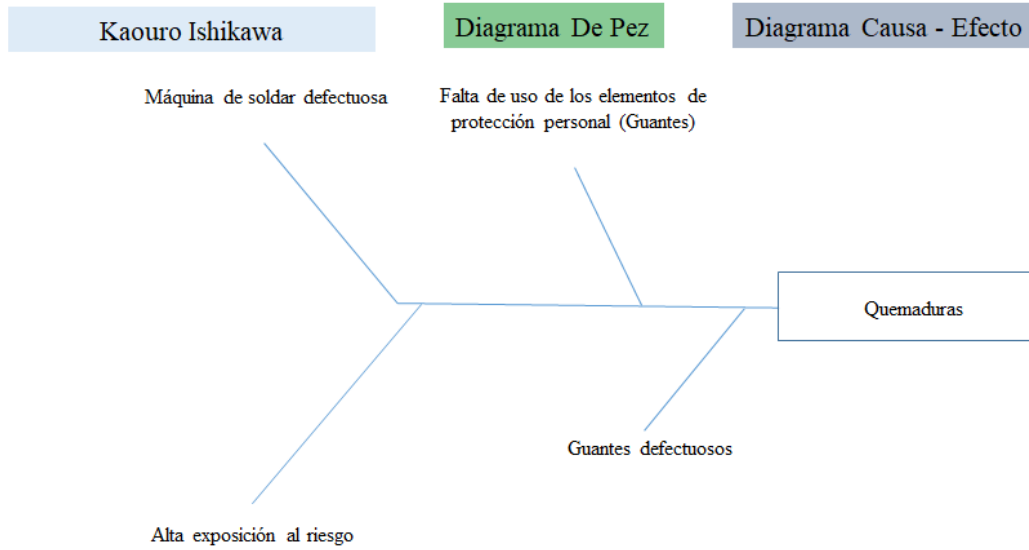 Kaouro Ishikawa
Diagrama De Pez
Diagrama Causa - Efecto
Máquina de soldar defectuosa
Falta de uso de los elementos de
protección personal (Guantes)
Quemaduras
Guantes defectuosos
Alta exposición al riesgo